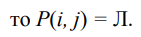 то P(i, j) = Л.